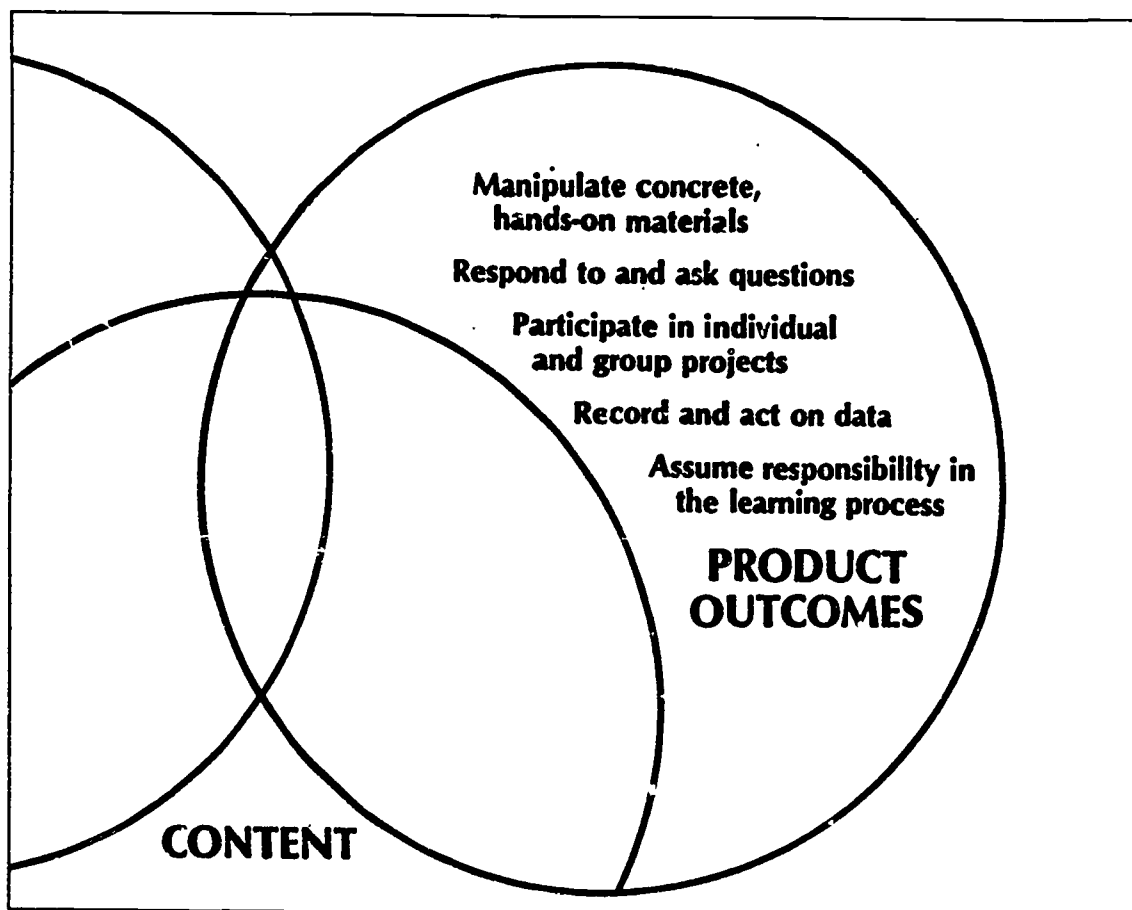 Manipulate concrete,
hands-on materials
Respond to and ask questions
Participate in individual
and group projects
Record and act on data
Assume responsibility in
the learning process
PRODUCT
OUTCOMES
CONTENT